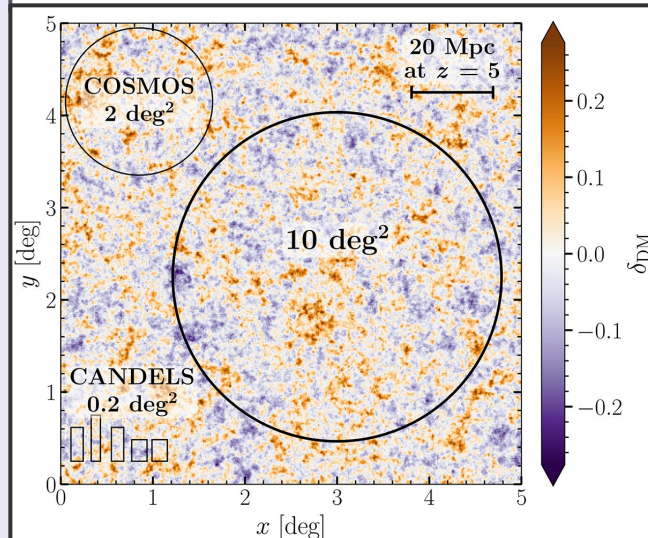 COSMOS
2 deg²
20 Mpc
at z = 5
10 deg²
CANDELS
0.2 deg²
5
4
3
2
1
0
y [deg]
0 1 2 3 4 5
x [deg]
0.2
0.1
0.0
−0.1
−0.2
δDM